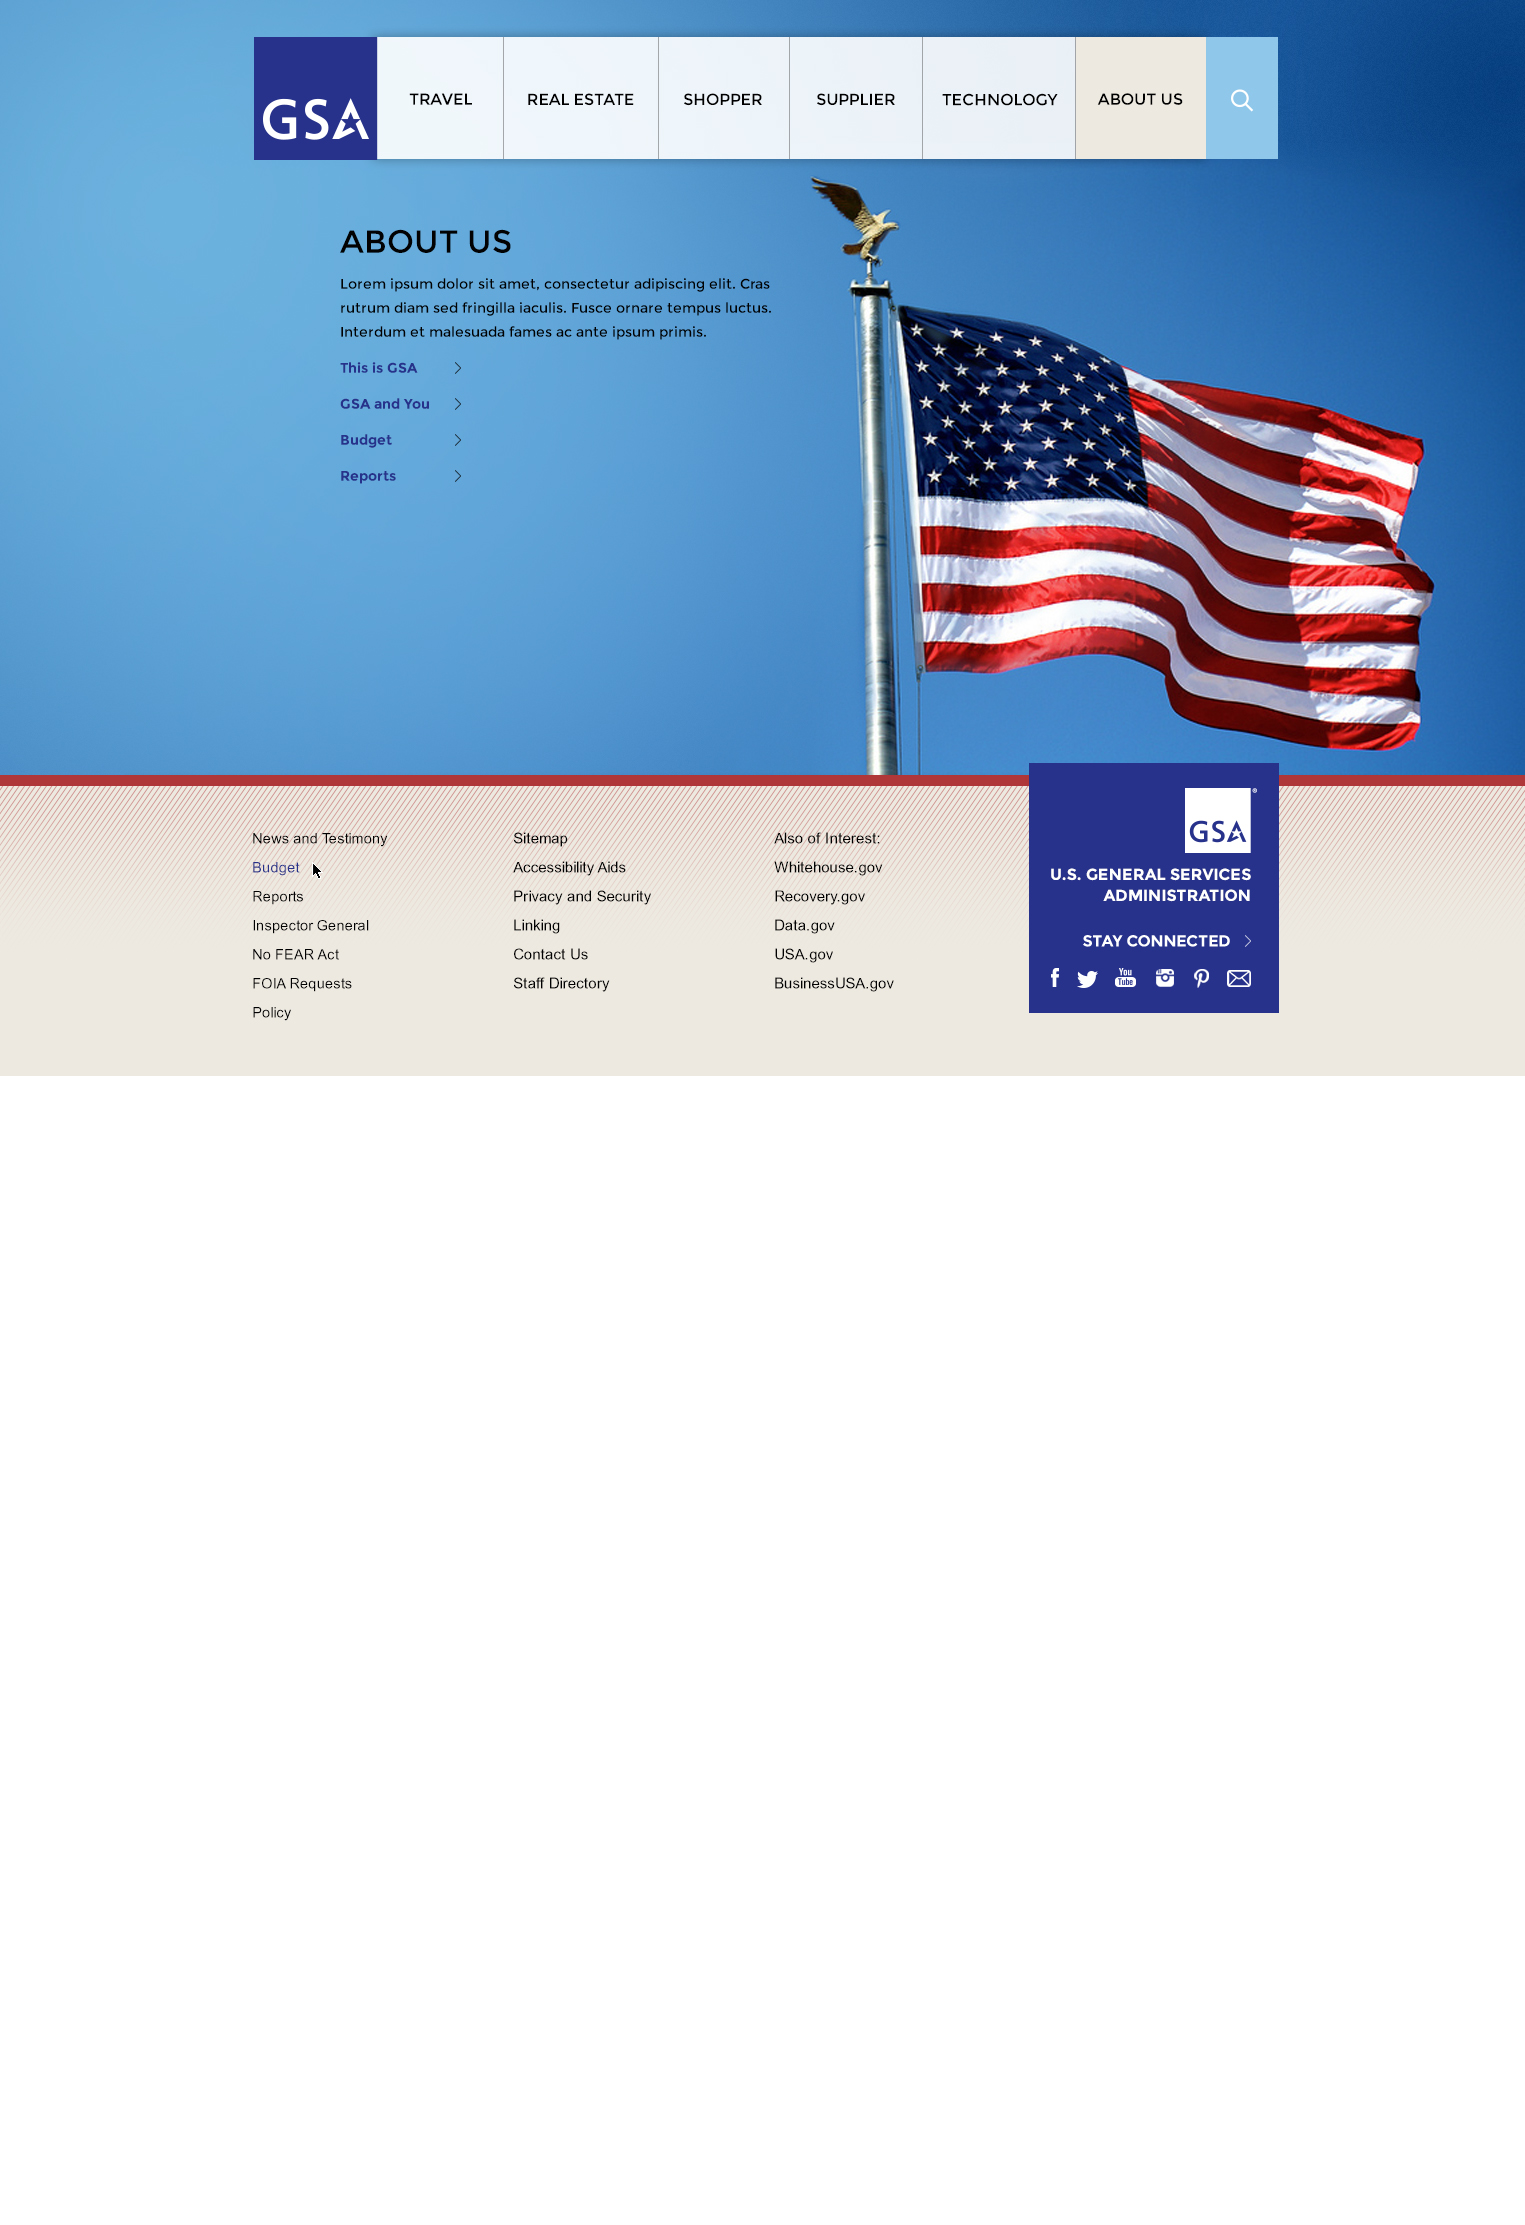 GSA
TRAVEL
REAL ESTATE
SHOPPER
SUPPLIER
TECHNOLOGY
ABOUT US
ABOUT US
Lorem ipsum dolor sit amet, consectetur adipiscing elit. Cras
rutrum diam sed fringilla iaculis. Fusce ornare tempus luctus.
Interdum et malesuada fames ac ante ipsum primis.
This is GSA
GSA and You
Budget
Reports
News and Testimony
Budget
Reports
Inspector General
No FEAR Act
FOIA Requests
Policy
Sitemap
Accessibility Aids
Privacy and Security
Linking
Contact Us
Staff Directory
Also of Interest:
Whitehouse.gov
Recovery.gov
Data.gov
USA.gov
BusinessUSA.gov
GSA®
U.S. GENERAL SERVICES
ADMINISTRATION
STAY CONNECTED
You
Tube